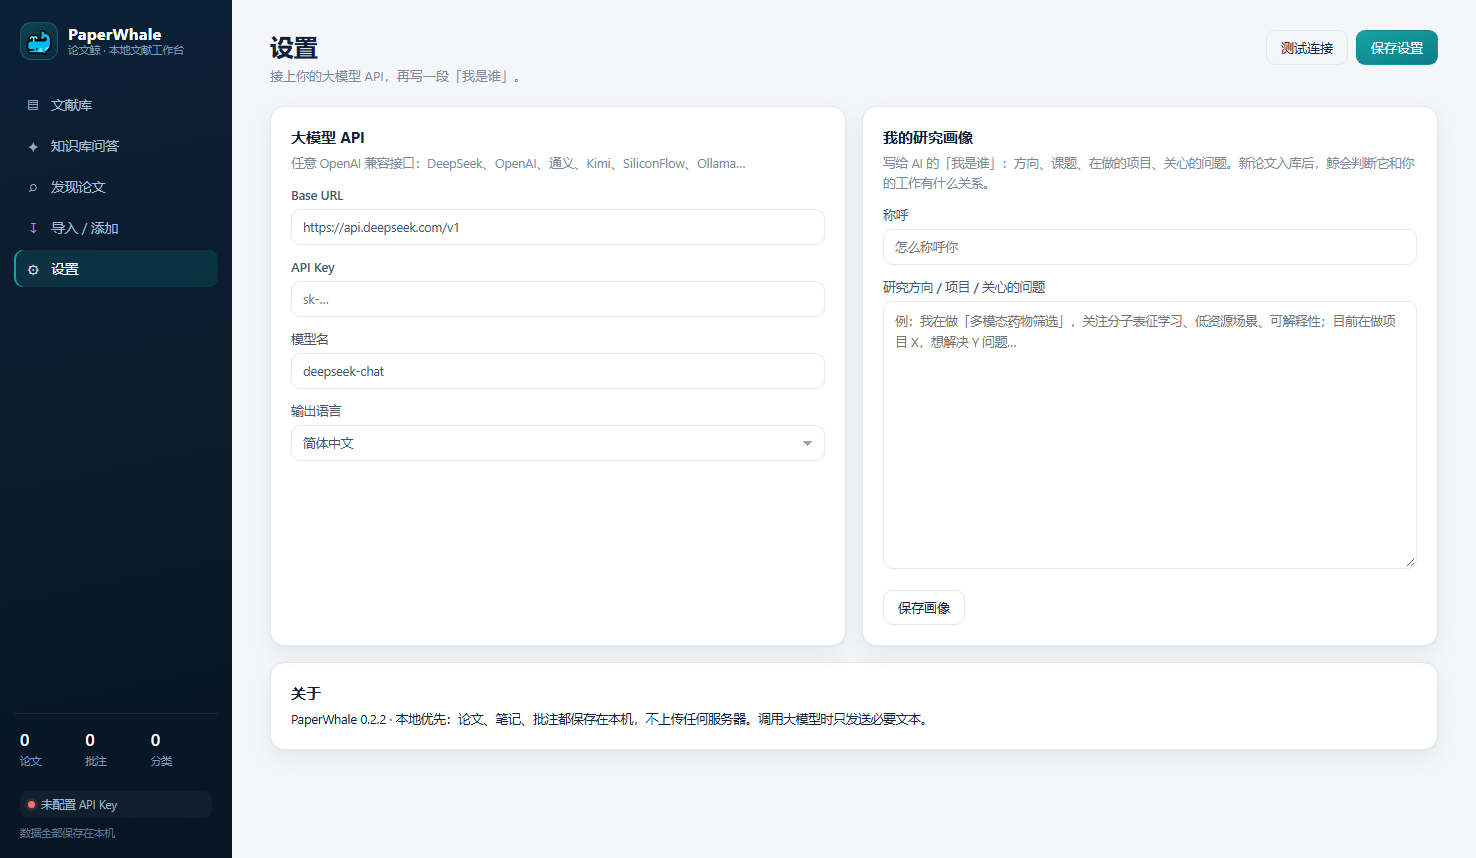 PaperWhale
论文鲸 · 本地文献工作台
文献库
知识库问答
发现论文
导入 / 添加
设置
0
0
0
论文
批注
分类
未配置 API Key
数据全部保存在本机
设置
接上你的大模型 API，再写一段「我是谁」。
测试连接
保存设置
大模型 API
任意 OpenAI 兼容接口：DeepSeek、OpenAI、通义、Kimi、SiliconFlow、Ollama...
Base URL
https://api.deepseek.com/v1
API Key
sk-...
模型名
deepseek-chat
输出语言
简体中文
我的研究画像
写给 AI 的「我是谁」：方向、课题、在做的项目、关心的问题。新论文入库后，鲸会判断它和你
的工作有什么关系。
称呼
怎么称呼你
研究方向 / 项目 / 关心的问题
例：我在做「多模态药物筛选」，关注分子表征学习、低资源场景、可解释性；目前在做项
目 X，想解决 Y 问题...
保存画像
关于
PaperWhale 0.2.2 · 本地优先：论文、笔记、批注都保存在本机，不上传任何服务器。调用大模型时只发送必要文本。